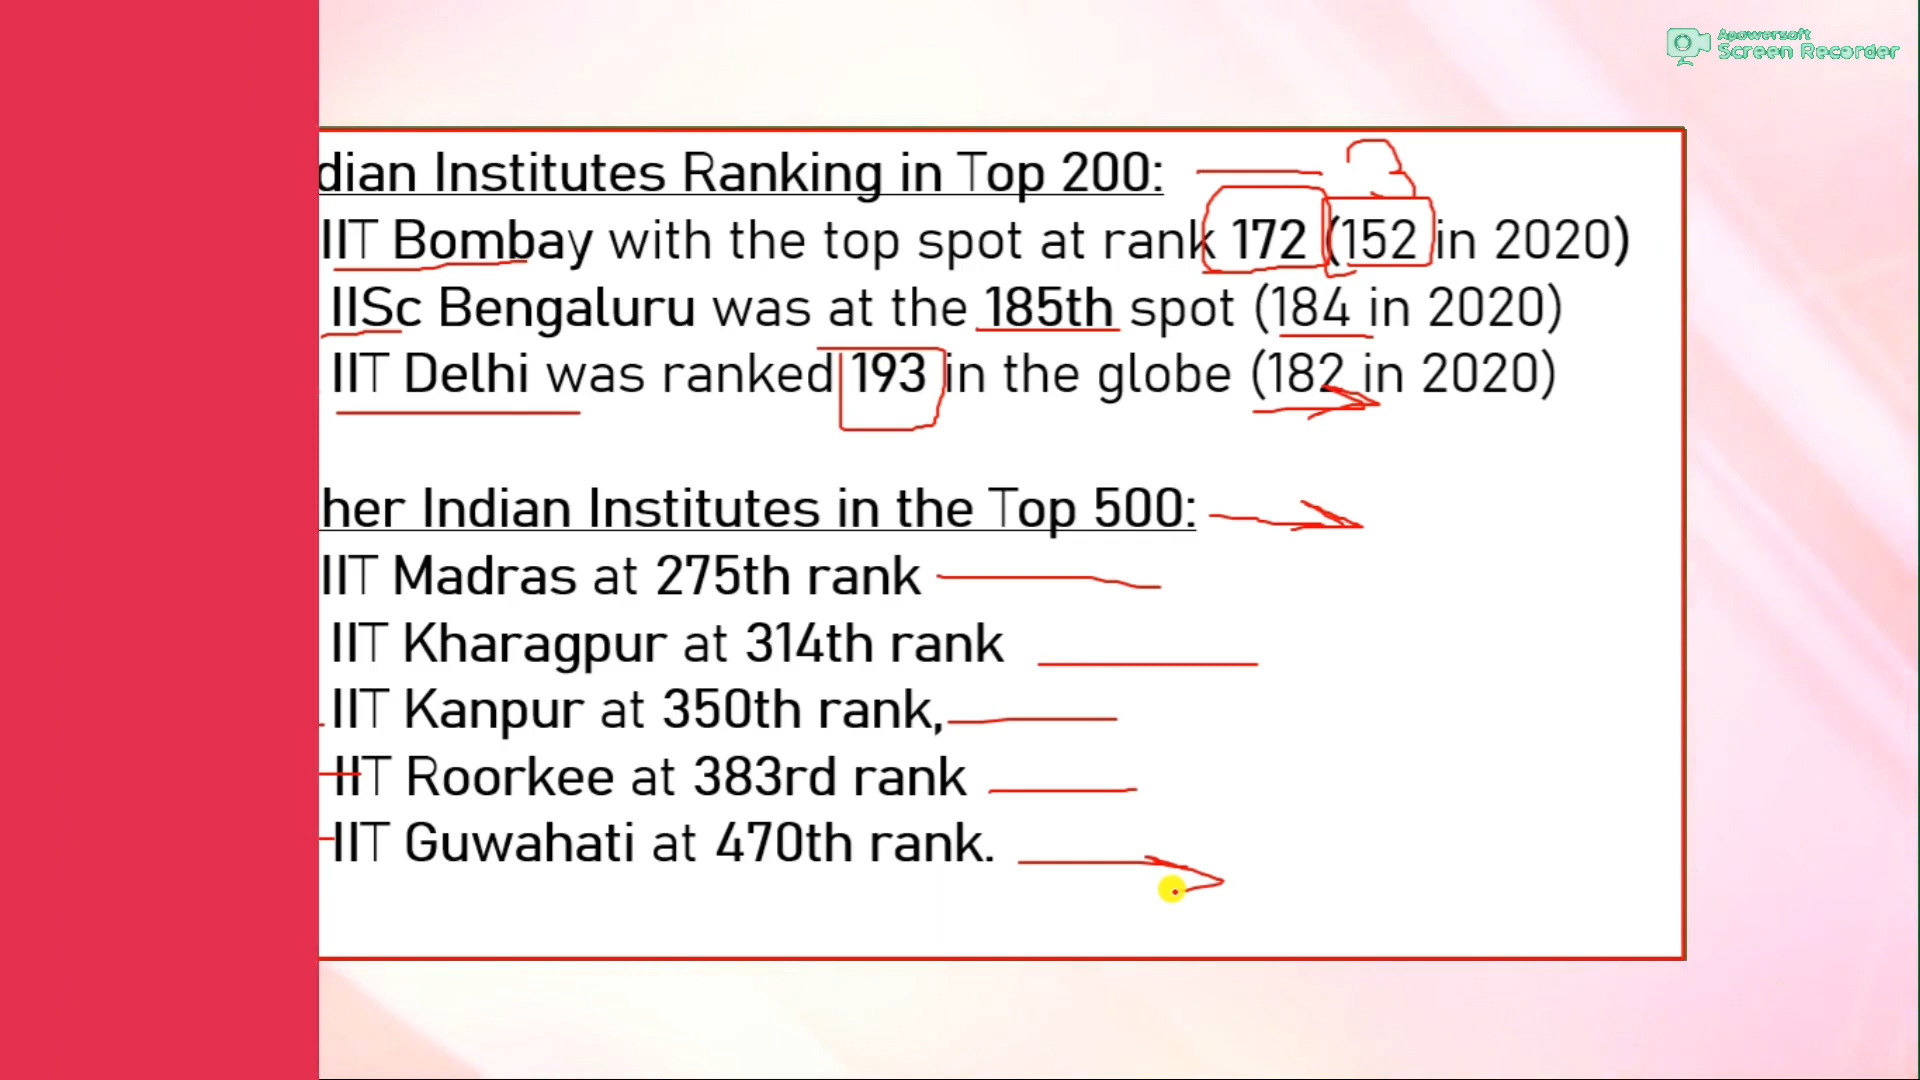 Apowersoft
Screen Recorder
dian Institutes Ranking in Top 200:
IIT Bombay with the top spot at rank 172 (152 in 2020)
IISc Bengaluru was at the 185th spot (184 in 2020)
IIT Delhi was ranked 193 in the globe (182 in 2020)
her Indian Institutes in the Top 500:
IIT Madras at 275th rank
IIT Kharagpur at 314th rank
IIT Kanpur at 350th rank,
IIT Roorkee at 383rd rank
IIT Guwahati at 470th rank.